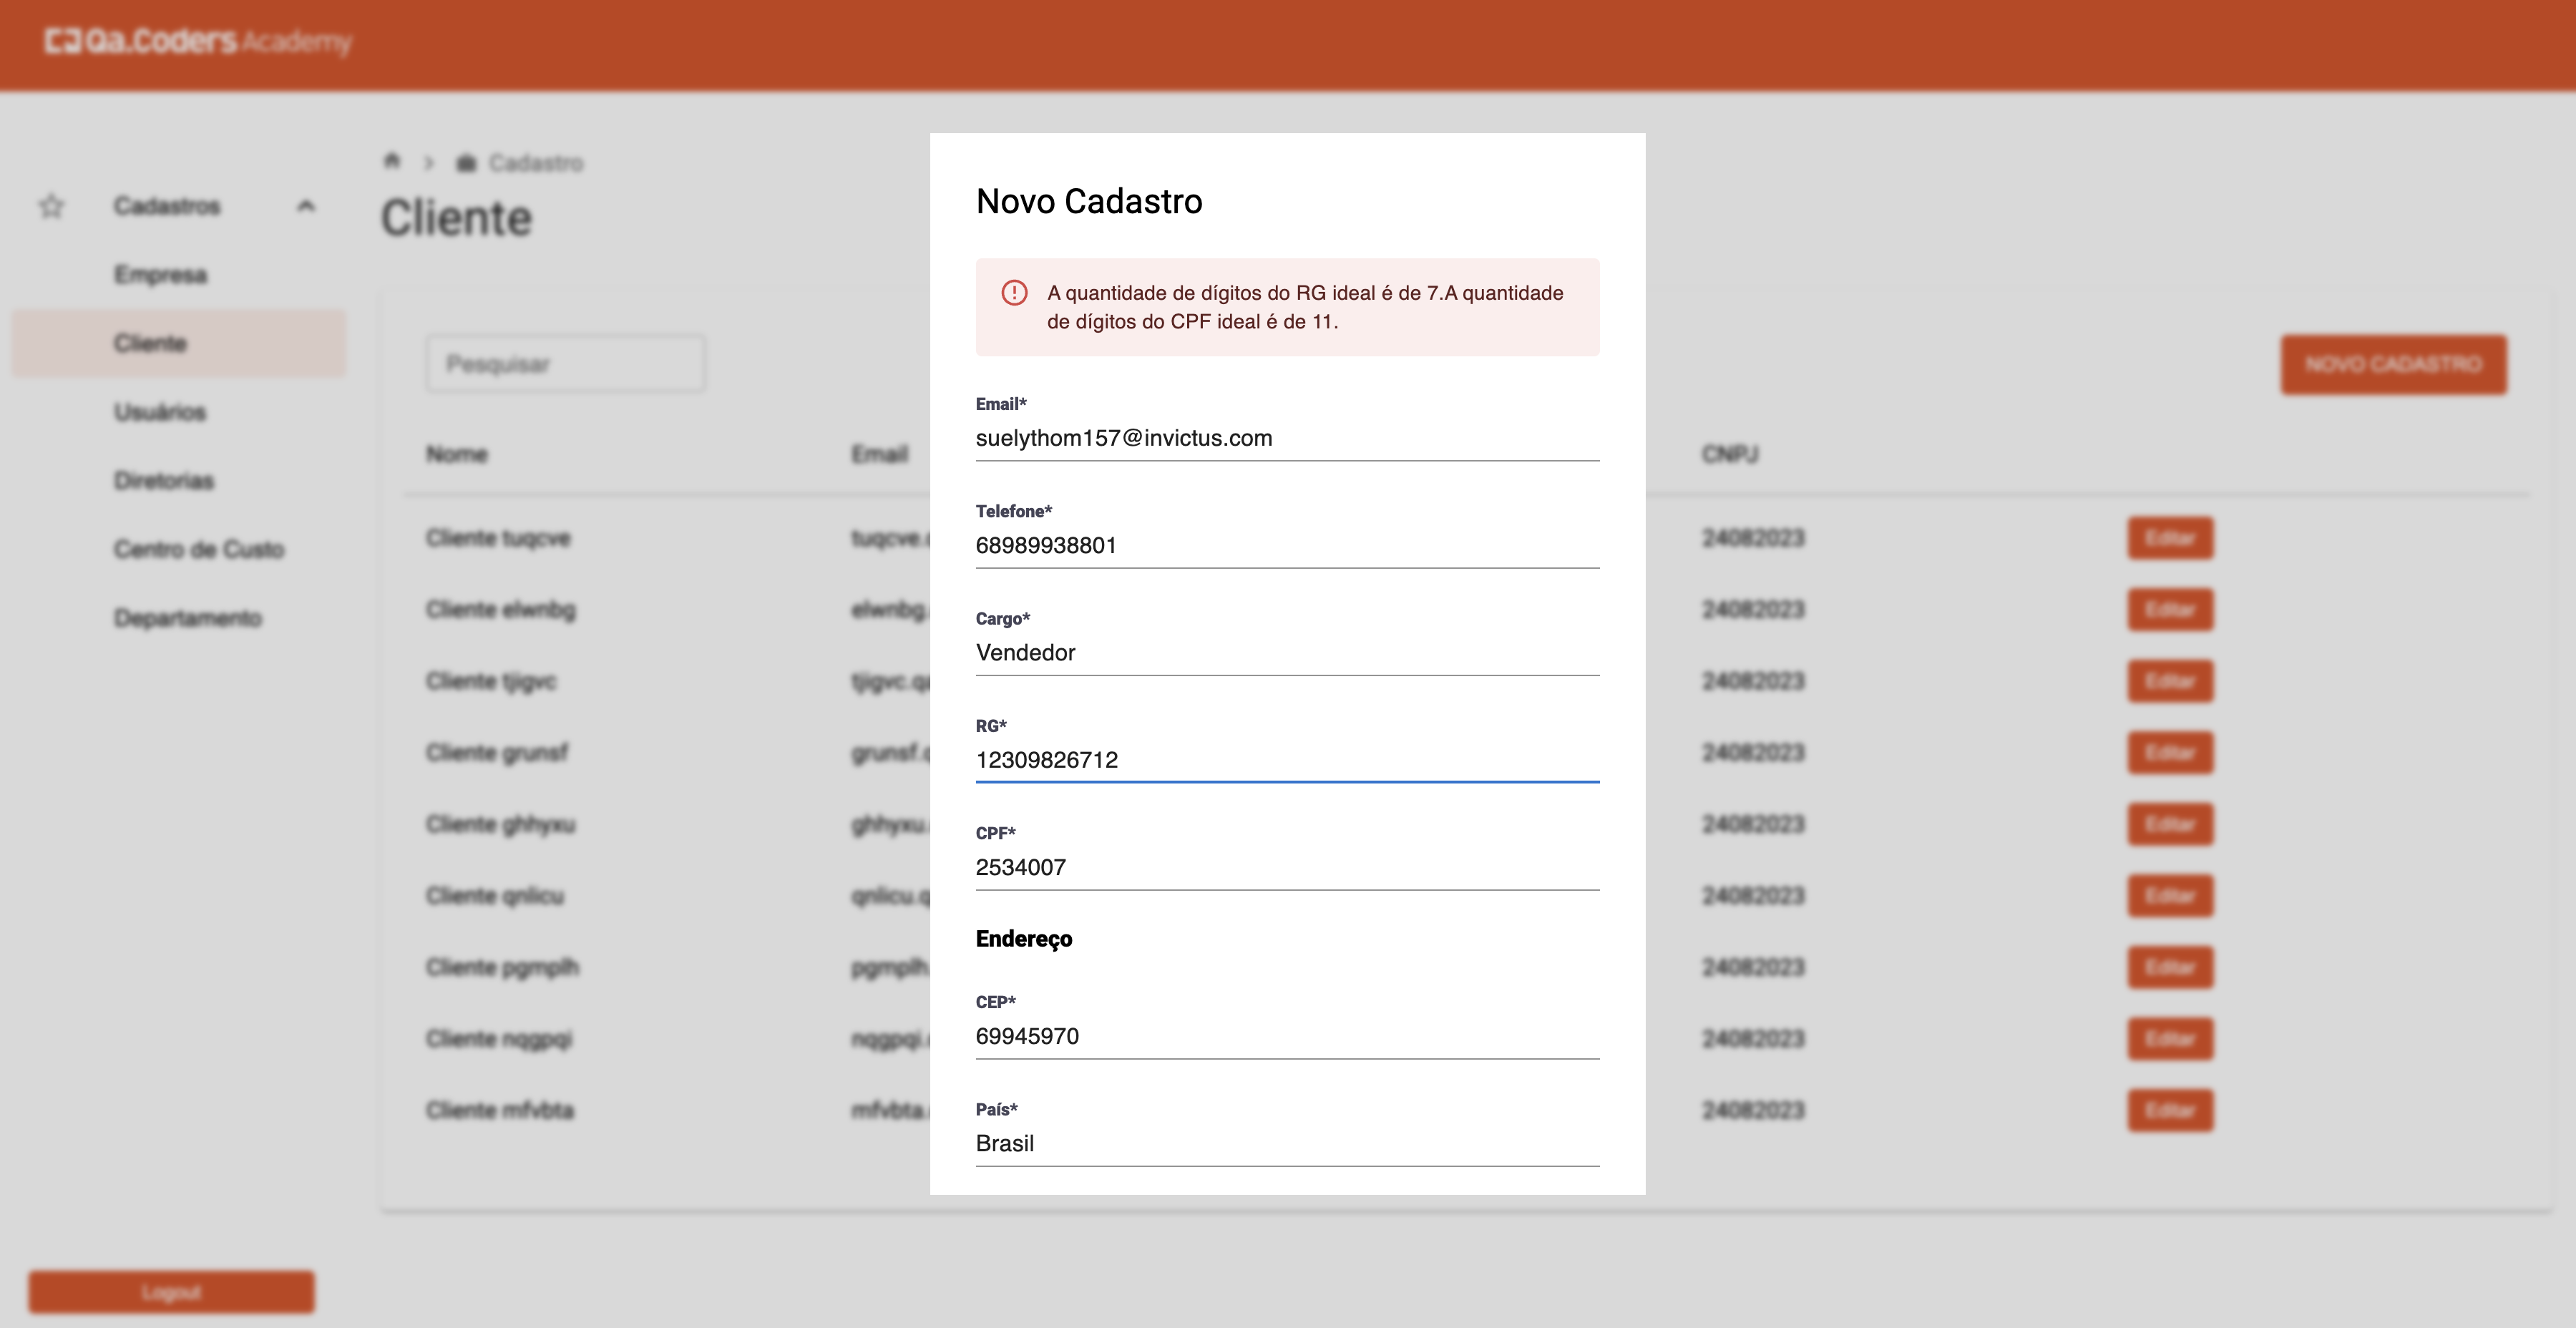 Qa.Coders Academy
Cadastro
Cliente
Cadastros
Empresa
Cliente
Usuários
Diretorias
Centro de Custo
Departamento
Logout
Pesquisar
NOVO CADASTRO
Nome Email CNPJ
Cliente tuqcve tuqcve. 24082023 Editar
Cliente elwnbg elwnbg. 24082023 Editar
Cliente tjigvc tjigvc.qa 24082023 Editar
Cliente grunsf grunsf. 24082023 Editar
Cliente ghhyxu ghhyxu. 24082023 Editar
Cliente qnlicu qnlicu.q 24082023 Editar
Cliente pgmplh pgmplh. 24082023 Editar
Cliente nqgpqi nqgpqi. 24082023 Editar
Cliente mfvbta mfvbta. 24082023 Editar
Novo Cadastro
A quantidade de dígitos do RG ideal é de 7.A quantidade
de dígitos do CPF ideal é de 11.
Email*
suelythom157@invictus.com
Telefone*
68989938801
Cargo*
Vendedor
RG*
12309826712
CPF*
2534007
Endereço
CEP*
69945970
País*
Brasil